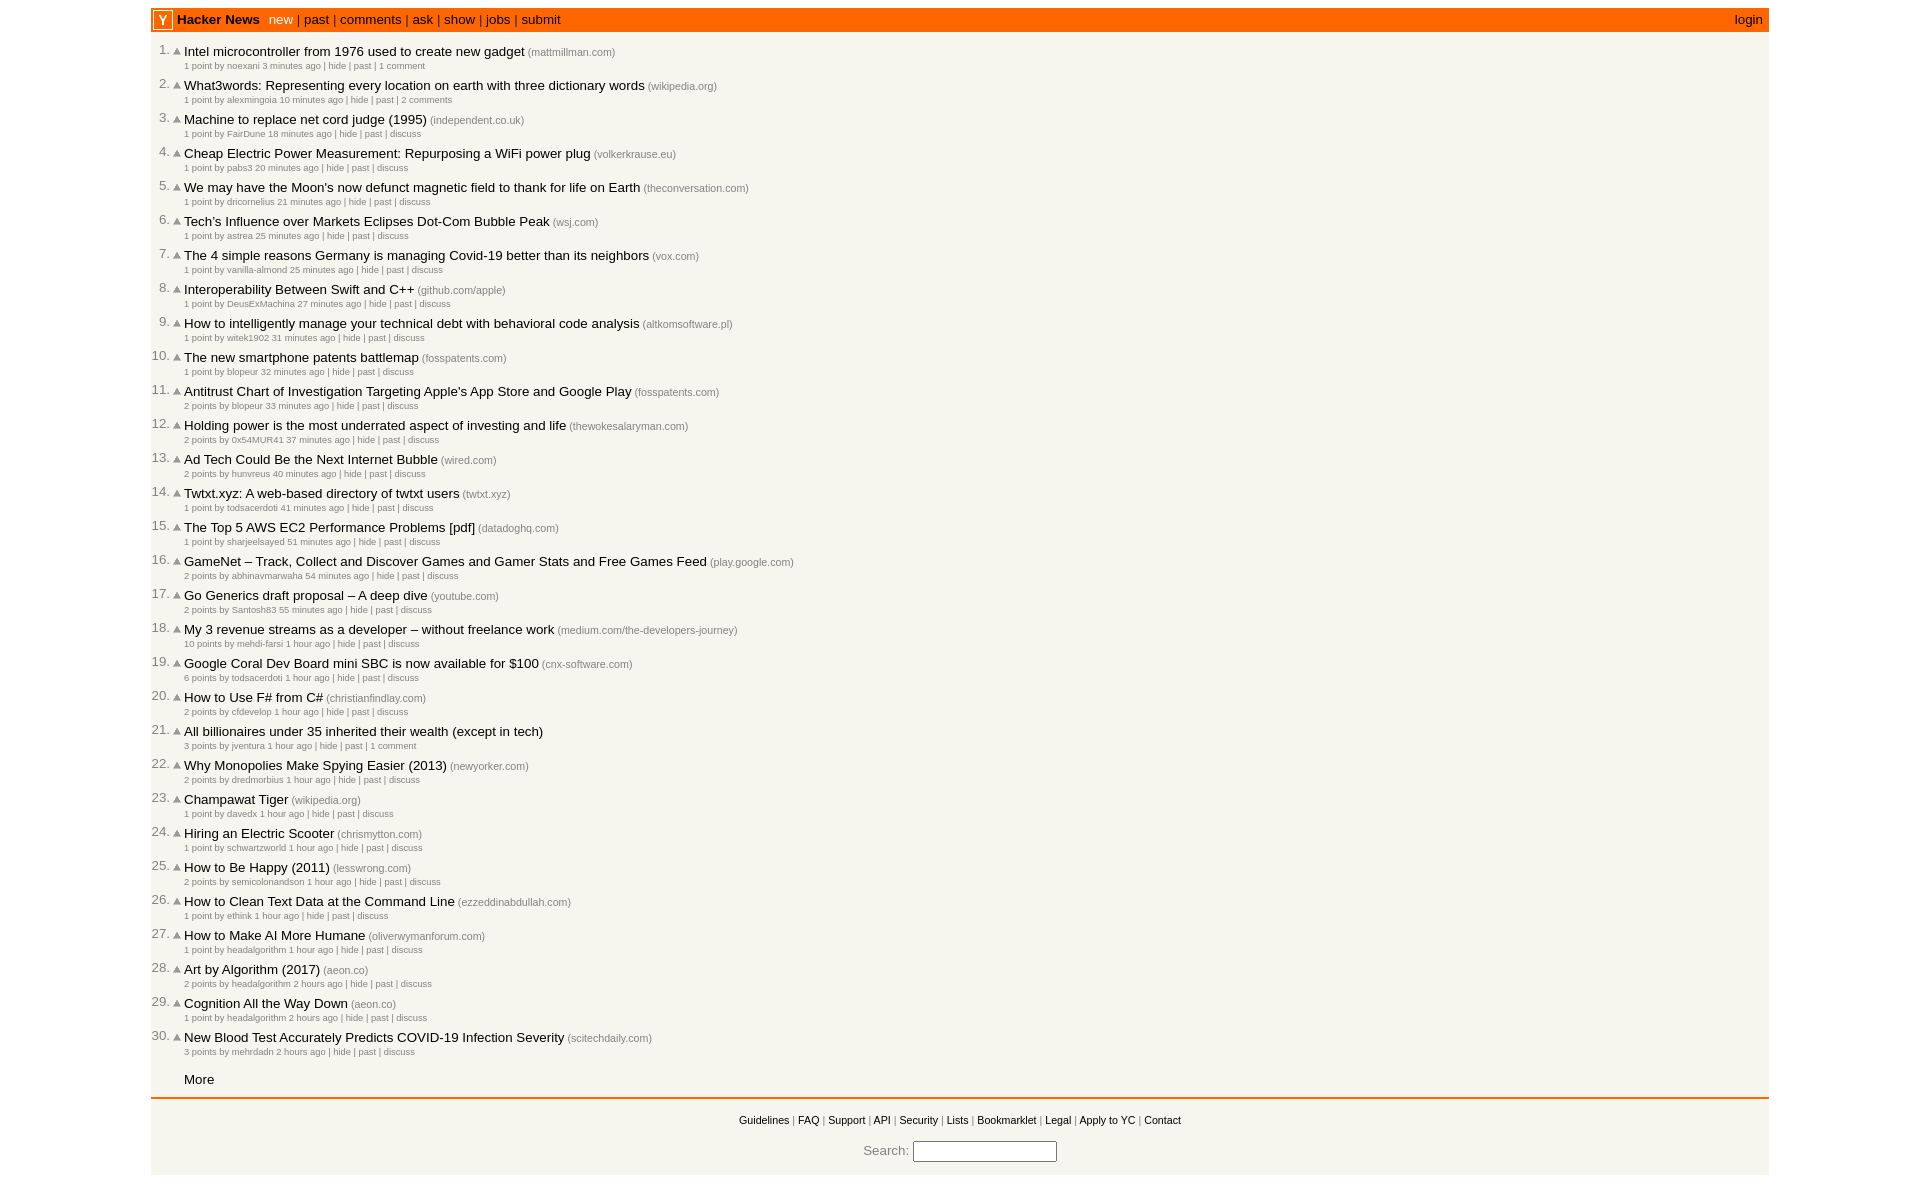 Y Hacker News new | past | comments | ask | show | jobs | submit login
1. Intel microcontroller from 1976 used to create new gadget (mattmillman.com)
1 point by noexani 3 minutes ago | hide | past | 1 comment
2. What3words: Representing every location on earth with three dictionary words (wikipedia.org)
1 point by alexmingoia 10 minutes ago | hide | past | 2 comments
3. Machine to replace net cord judge (1995) (independent.co.uk)
1 point by FairDune 18 minutes ago | hide | past | discuss
4. Cheap Electric Power Measurement: Repurposing a WiFi power plug (volkerkrause.eu)
1 point by pabs3 20 minutes ago | hide | past | discuss
5. We may have the Moon's now defunct magnetic field to thank for life on Earth (theconversation.com)
1 point by dricornelius 21 minutes ago | hide | past | discuss
6. Tech’s Influence over Markets Eclipses Dot-Com Bubble Peak (wsj.com)
1 point by astrea 25 minutes ago | hide | past | discuss
7. The 4 simple reasons Germany is managing Covid-19 better than its neighbors (vox.com)
1 point by vanilla-almond 25 minutes ago | hide | past | discuss
8. Interoperability Between Swift and C++ (github.com/apple)
1 point by DeusExMachina 27 minutes ago | hide | past | discuss
9. How to intelligently manage your technical debt with behavioral code analysis (altkomsoftware.pl)
1 point by witek1902 31 minutes ago | hide | past | discuss
10. The new smartphone patents battlemap (fosspatents.com)
1 point by blopeur 32 minutes ago | hide | past | discuss
11. Antitrust Chart of Investigation Targeting Apple's App Store and Google Play (fosspatents.com)
2 points by blopeur 33 minutes ago | hide | past | discuss
12. Holding power is the most underrated aspect of investing and life (thewokesalaryman.com)
2 points by 0x54MUR41 37 minutes ago | hide | past | discuss
13. Ad Tech Could Be the Next Internet Bubble (wired.com)
2 points by hunvreus 40 minutes ago | hide | past | discuss
14. Twtxt.xyz: A web-based directory of twtxt users (twtxt.xyz)
1 point by todsacerdoti 41 minutes ago | hide | past | discuss
15. The Top 5 AWS EC2 Performance Problems [pdf] (datadoghq.com)
1 point by sharjeelsayed 51 minutes ago | hide | past | discuss
16. GameNet – Track, Collect and Discover Games and Gamer Stats and Free Games Feed (play.google.com)
2 points by abhinavmarwaha 54 minutes ago | hide | past | discuss
17. Go Generics draft proposal – A deep dive (youtube.com)
2 points by Santosh83 55 minutes ago | hide | past | discuss
18. My 3 revenue streams as a developer – without freelance work (medium.com/the-developers-journey)
10 points by mehdi-farsi 1 hour ago | hide | past | discuss
19. Google Coral Dev Board mini SBC is now available for $100 (cnx-software.com)
6 points by todsacerdoti 1 hour ago | hide | past | discuss
20. How to Use F# from C# (christianfindlay.com)
2 points by cfdevelop 1 hour ago | hide | past | discuss
21. All billionaires under 35 inherited their wealth (except in tech)
3 points by jventura 1 hour ago | hide | past | 1 comment
22. Why Monopolies Make Spying Easier (2013) (newyorker.com)
2 points by dredmorbius 1 hour ago | hide | past | discuss
23. Champawat Tiger (wikipedia.org)
1 point by davedx 1 hour ago | hide | past | discuss
24. Hiring an Electric Scooter (chrismytton.com)
1 point by schwartzworld 1 hour ago | hide | past | discuss
25. How to Be Happy (2011) (lesswrong.com)
2 points by semicolonandson 1 hour ago | hide | past | discuss
26. How to Clean Text Data at the Command Line (ezzeddinabdullah.com)
1 point by ethink 1 hour ago | hide | past | discuss
27. How to Make AI More Humane (oliverwymanforum.com)
1 point by headalgorithm 1 hour ago | hide | past | discuss
28. Art by Algorithm (2017) (aeon.co)
2 points by headalgorithm 2 hours ago | hide | past | discuss
29. Cognition All the Way Down (aeon.co)
1 point by headalgorithm 2 hours ago | hide | past | discuss
30. New Blood Test Accurately Predicts COVID-19 Infection Severity (scitechdaily.com)
3 points by mehrdadn 2 hours ago | hide | past | discuss
More
Guidelines | FAQ | Support | API | Security | Lists | Bookmarklet | Legal | Apply to YC | Contact
Search: